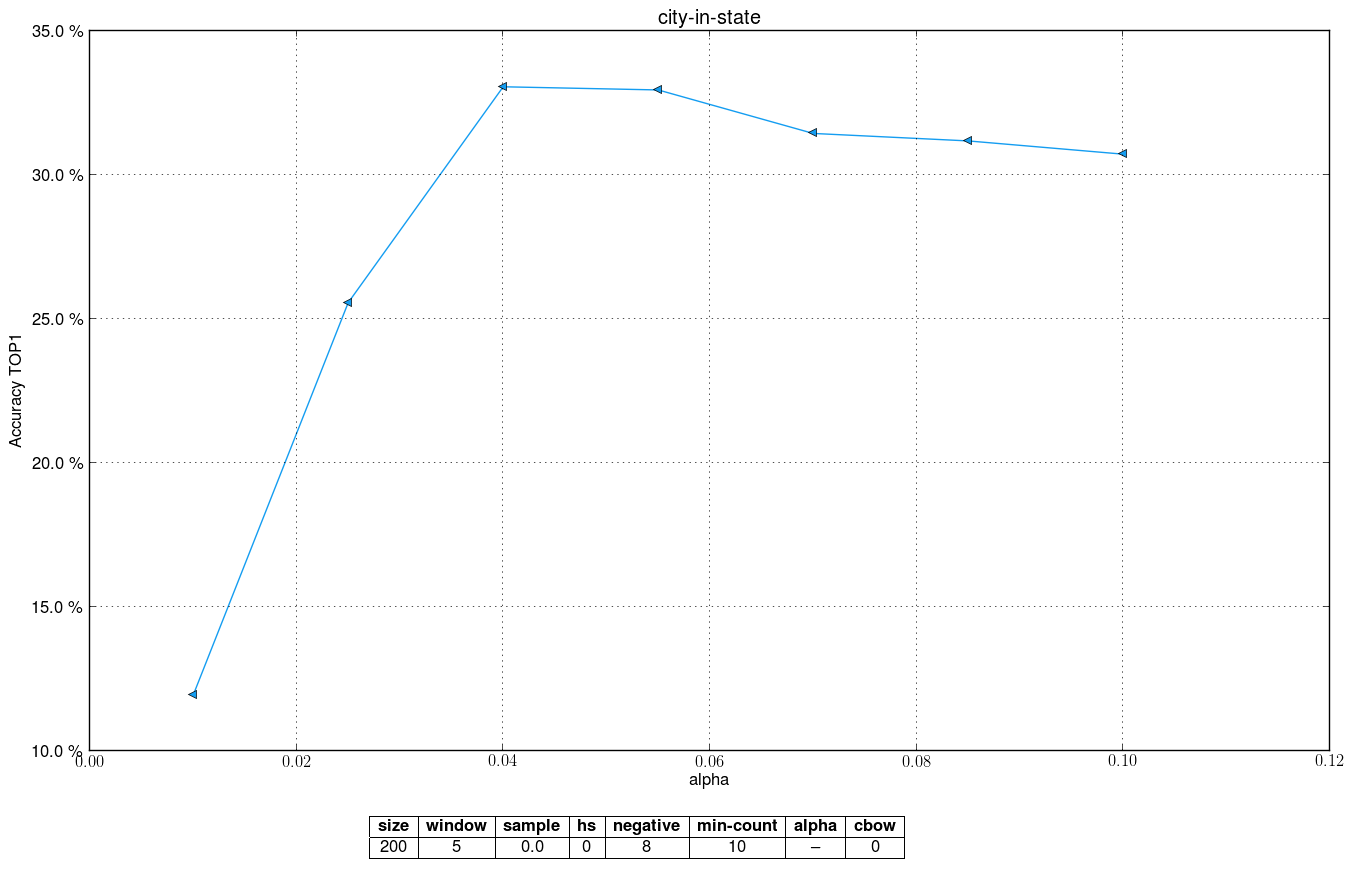 city-in-state
35.0 %
30.0 %
25.0 %
20.0 %
15.0 %
10.0 %
Accuracy TOP1
0.00 0.02 0.04 0.06 0.08 0.10 0.12
alpha
size window sample hs negative min-count alpha cbow
200 5 0.0 0 8 10 – 0